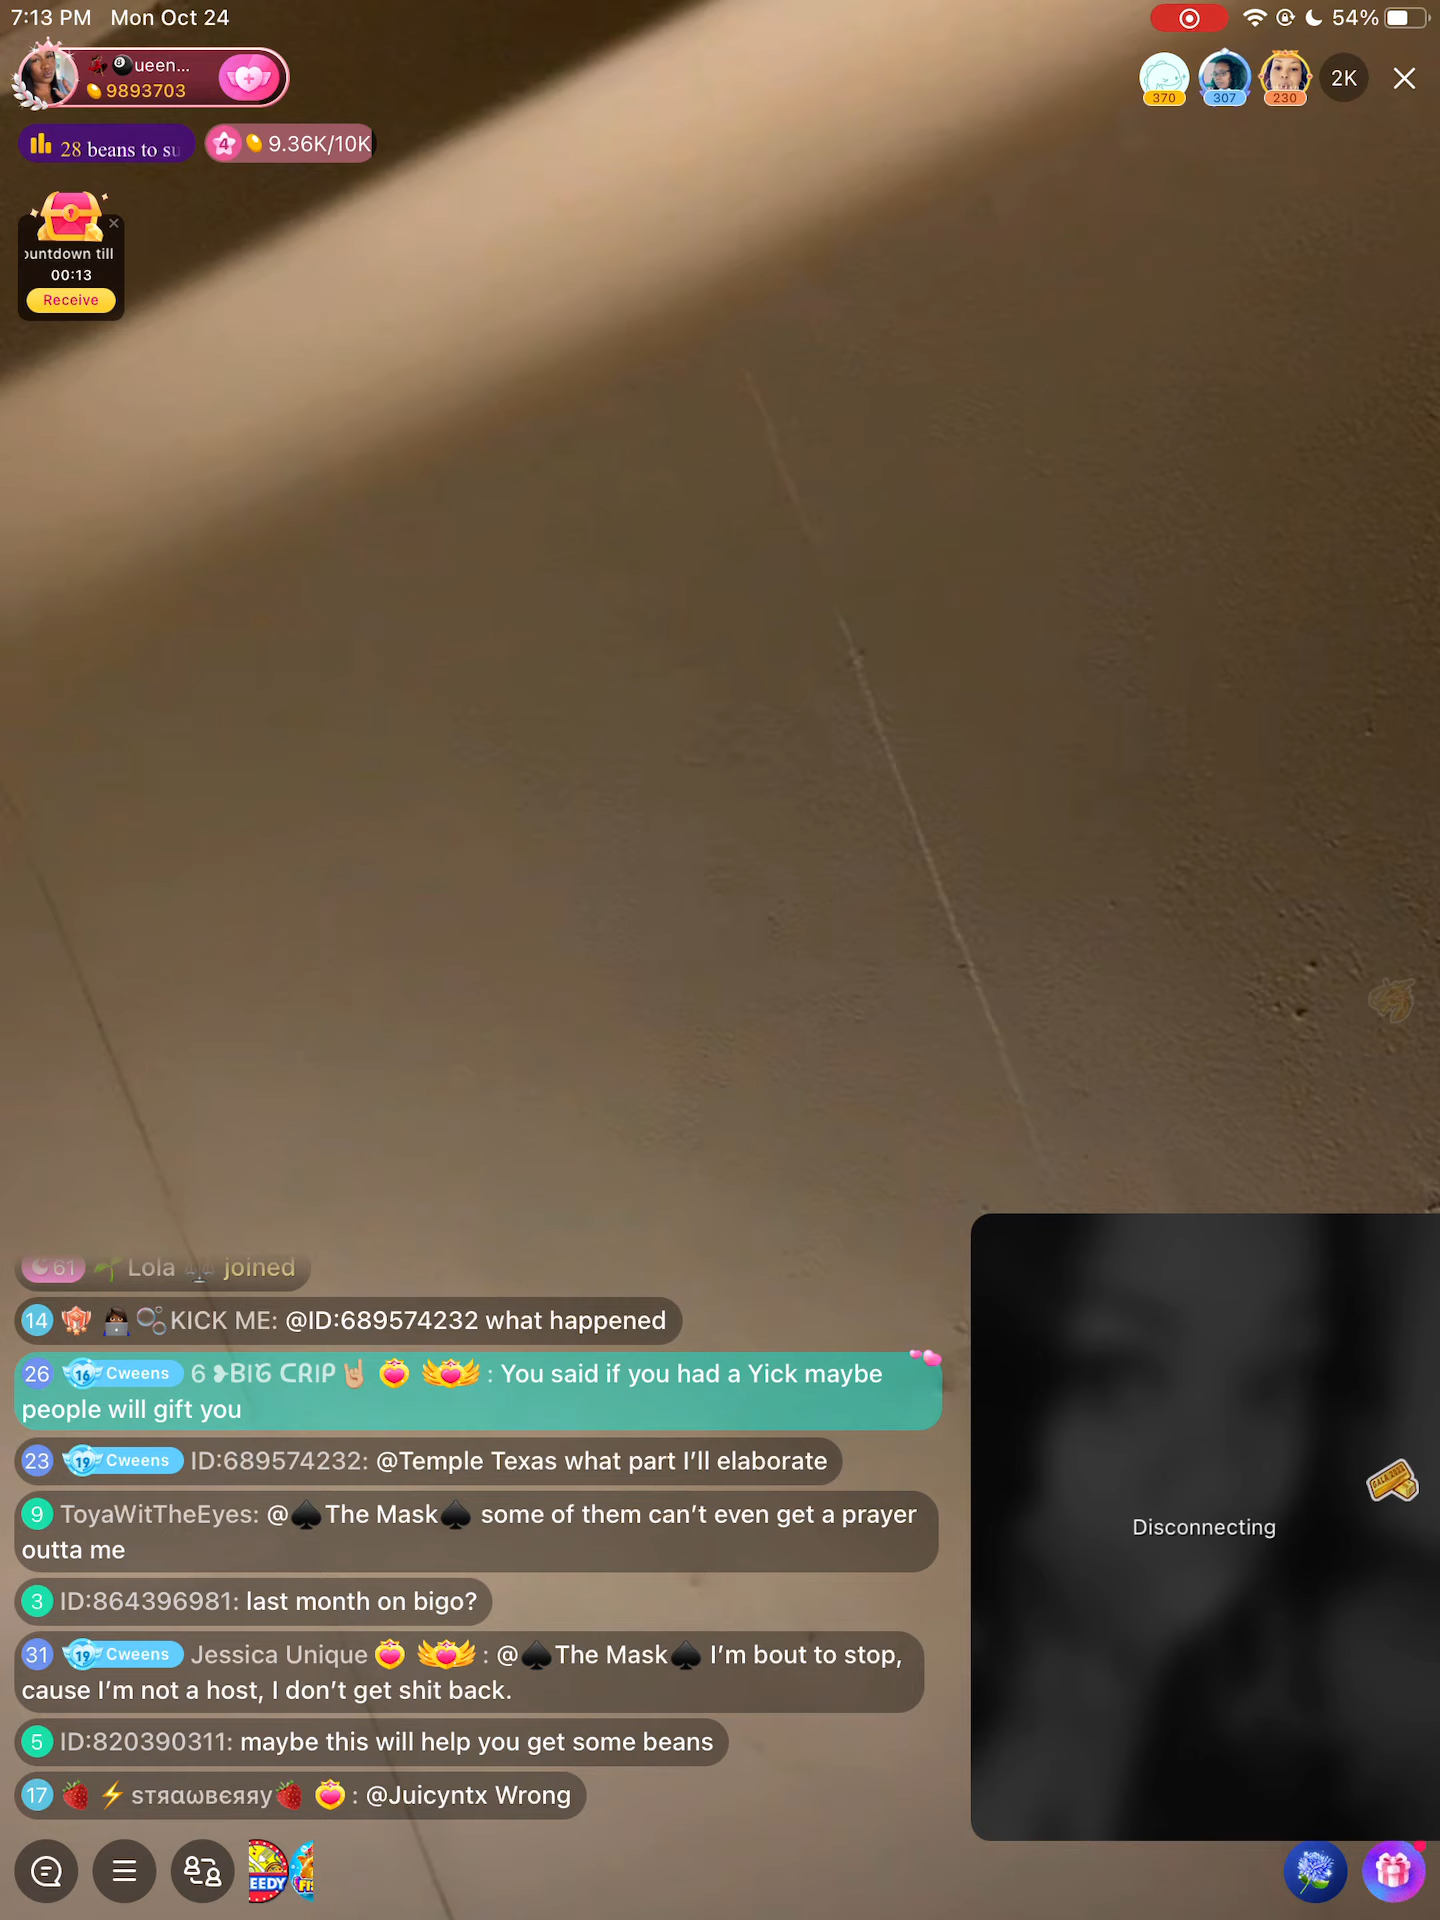 7:13 PM Mon Oct 24
54%
🎱ueen...
9893703
370
307
230
2K
28 beans to su
4 9.36K/10K
ountdown till
00:13
Receive
61 🌱 Lola joined
14 KICK ME: @ID:689574232 what happened
26 16 Cweens 6 ❥BIG CRIP🤘🏼 : You said if you had a Yick maybe
people will gift you
23 19 Cweens ID:689574232: @Temple Texas what part I'll elaborate
9 ToyaWitTheEyes: @♠️The Mask♠️ some of them can't even get a prayer
outta me
3 ID:864396981: last month on bigo?
31 19 Cweens Jessica Unique : @♠️The Mask♠️ I'm bout to stop,
cause I'm not a host, I don't get shit back.
5 ID:820390311: maybe this will help you get some beans
17 🍓⚡ѕтяαωвєяяу🍓 : @Juicyntx Wrong
Disconnecting
EEDY